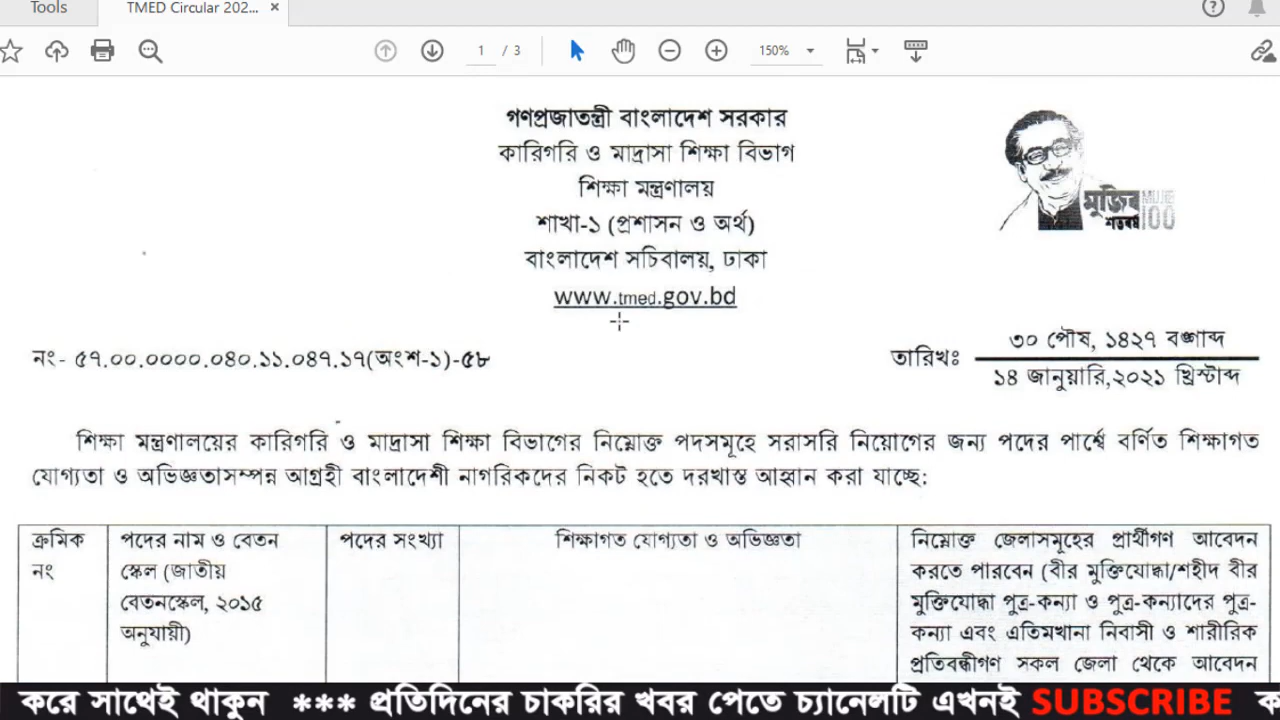 Tools
TMED Circular 202... ×
1 / 3
150%
গণপ্রজাতন্ত্রী বাংলাদেশ সরকার
কারিগরি ও মাদ্রাসা শিক্ষা বিভাগ
শিক্ষা মন্ত্রণালয়
শাখা-১ (প্রশাসন ও অর্থ)
বাংলাদেশ সচিবালয়, ঢাকা
www.tmed.gov.bd
মুজিব MUJIB
শতবর্ষ 100
নং- ৫৭.০০.০০০০.০৪০.১১.০৪৭.১৭(অংশ-১)-৫৮
তারিখঃ
৩০ পৌষ, ১৪২৭ বঙ্গাব্দ
১৪ জানুয়ারি,২০২১ খ্রিস্টাব্দ
শিক্ষা মন্ত্রণালয়ের কারিগরি ও মাদ্রাসা শিক্ষা বিভাগের নিম্নোক্ত পদসমূহে সরাসরি নিয়োগের জন্য পদের পার্শ্বে বর্ণিত শিক্ষাগত
যোগ্যতা ও অভিজ্ঞতাসম্পন্ন আগ্রহী বাংলাদেশী নাগরিকদের নিকট হতে দরখাস্ত আহ্বান করা যাচ্ছে:
ক্রমিক
নং
পদের নাম ও বেতন
স্কেল (জাতীয়
বেতনস্কেল, ২০১৫
অনুযায়ী)
পদের সংখ্যা
শিক্ষাগত যোগ্যতা ও অভিজ্ঞতা
নিম্নোক্ত জেলাসমূহের প্রার্থীগণ আবেদন
করতে পারবেন (বীর মুক্তিযোদ্ধা/শহীদ বীর
মুক্তিযোদ্ধা পুত্র-কন্যা ও পুত্র-কন্যাদের পুত্র-
কন্যা এবং এতিমখানা নিবাসী ও শারীরিক
প্রতিবন্ধীগণ সকল জেলা থেকে আবেদন
করে সাথেই থাকুন *** প্রতিদিনের চাকরির খবর পেতে চ্যানেলটি এখনই SUBSCRIBE ক